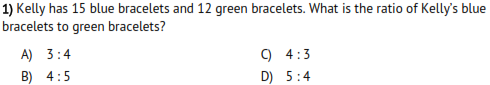 1) Kelly has 15 blue bracelets and 12 green bracelets. What is the ratio of Kelly's blue
bracelets to green bracelets?
A) 3:4 C) 4:3
B) 4:5 D) 5:4